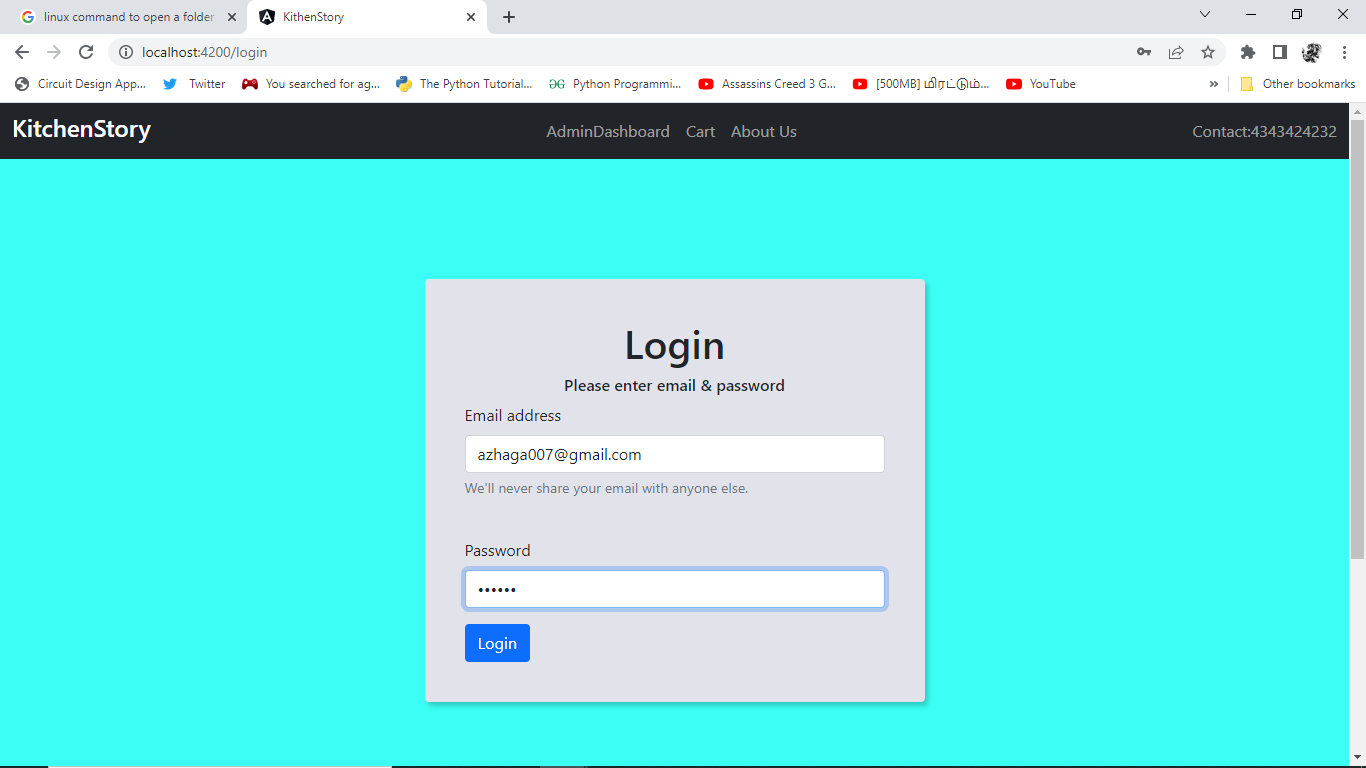 linux command to open a folder
KithenStory
localhost:4200/login
Circuit Design App...
Twitter
You searched for ag...
The Python Tutorial...
Python Programmi...
Assassins Creed 3 G...
[500MB] மிரட்டும்...
YouTube
»
Other bookmarks
KitchenStory
AdminDashboard
Cart
About Us
Contact:4343424232
Login
Please enter email & password
Email address
azhaga007@gmail.com
We'll never share your email with anyone else.
Password
••••••
Login